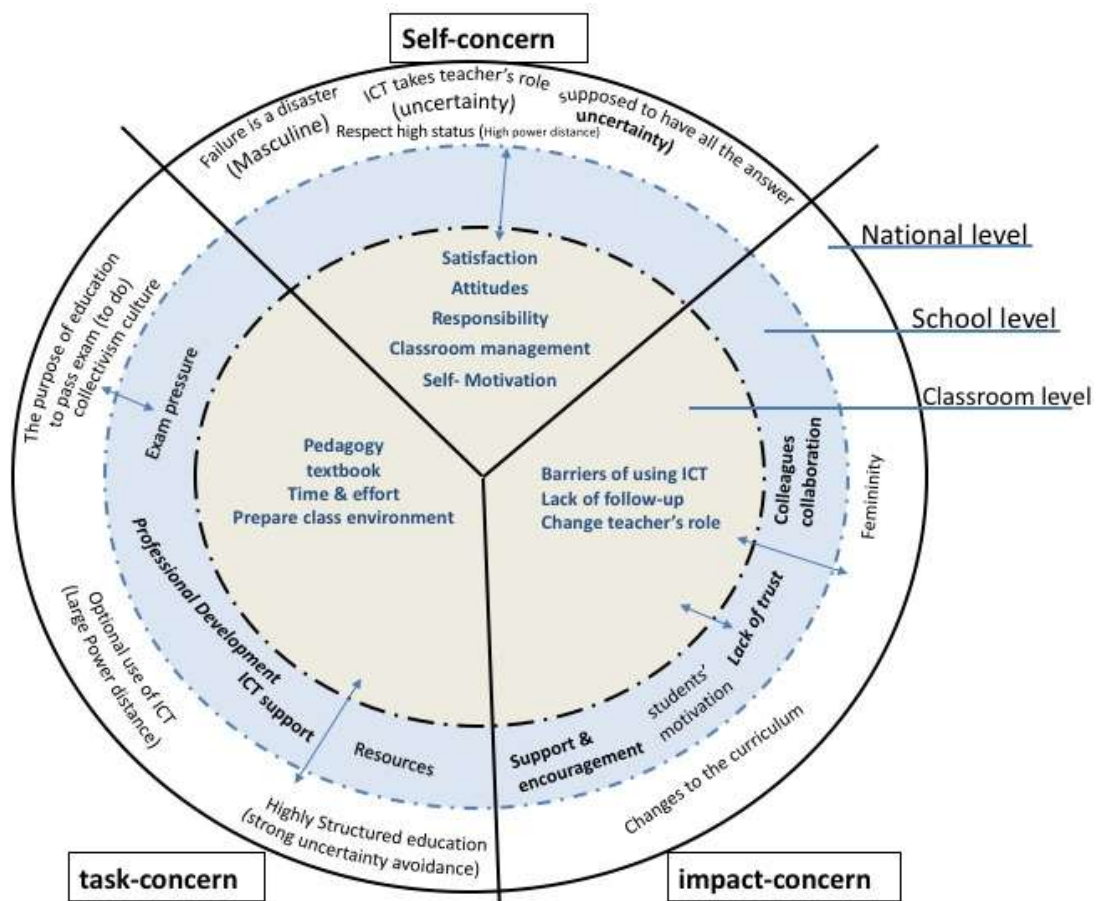 Self-concern
Failure is a disaster
(Masculine)
ICT takes teacher's role
(uncertainty)
Respect high status (High power distance)
supposed to have all the answer
uncertainty)
National level
School level
Classroom level
Satisfaction
Attitudes
Responsibility
Classroom management
Self- Motivation
The purpose of education
to pass exam (to do)
collectivism culture
Exam pressure
Pedagogy
textbook
Time & effort
Prepare class environment
Barriers of using ICT
Lack of follow-up
Change teacher's role
Colleagues
collaboration
Femininity
Professional Development
ICT support
Optional use of ICT
(Large Power distance)
Resources
Lack of trust
students'
motivation
Support &
encouragement
Changes to the curriculum
Highly Structured education
(strong uncertainty avoidance)
task-concern
impact-concern